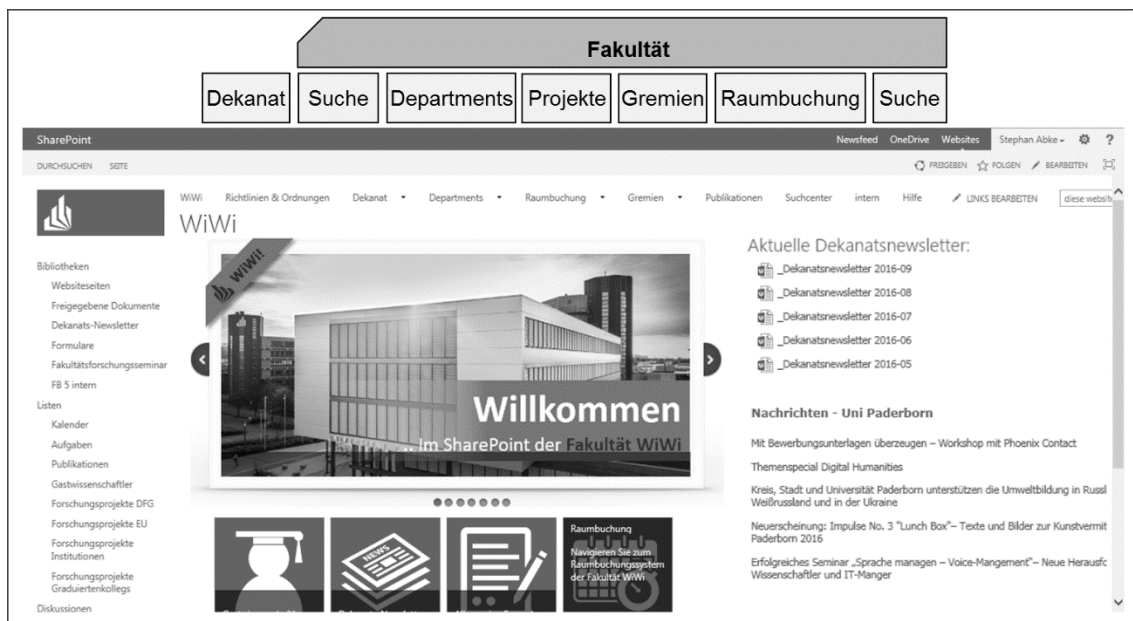 Fakultät
Dekanat Suche Departments Projekte Gremien Raumbuchung Suche
SharePoint Newsfeed OneDrive Websites Stephan Abke ?
DURCHSUCHEN SEITE FREIGEBEN FOLGEN BEARBEITEN
WiWi Richtlinien & Ordnungen Dekanat Departments Raumbuchung Gremien Publikationen Suchcenter intern Hilfe LINKS BEARBEITEN diese website
WiWi
Bibliotheken
Websiteseiten
Freigegebene Dokumente
Dekanats-Newsletter
Formulare
Fakultätsforschungsseminar
FB 5 intern
Listen
Kalender
Aufgaben
Publikationen
Gastwissenschaftler
Forschungsprojekte DFG
Forschungsprojekte EU
Forschungsprojekte
Institutionen
Forschungsprojekte
Graduiertenkollegs
Diskussionen
WiWi!
Willkommen
.. Im SharePoint der Fakultät WiWi
NEWS
Raumbuchung
Navigieren Sie zum
Raumbuchungssystem
der Fakultät WiWi
Aktuelle Dekanatsnewsletter:
_Dekanatsnewsletter 2016-09
_Dekanatsnewsletter 2016-08
_Dekanatsnewsletter 2016-07
_Dekanatsnewsletter 2016-06
_Dekanatsnewsletter 2016-05
Nachrichten - Uni Paderborn
Mit Bewerbungsunterlagen überzeugen – Workshop mit Phoenix Contact
Themenspecial Digital Humanities
Kreis, Stadt und Universität Paderborn unterstützen die Umweltbildung in Russl
Weißrussland und in der Ukraine
Neuerscheinung: Impulse No. 3 "Lunch Box"– Texte und Bilder zur Kunstvermit
Paderborn 2016
Erfolgreiches Seminar „Sprache managen – Voice-Mangement"– Neue Herausfc
Wissenschaftler und IT-Manger